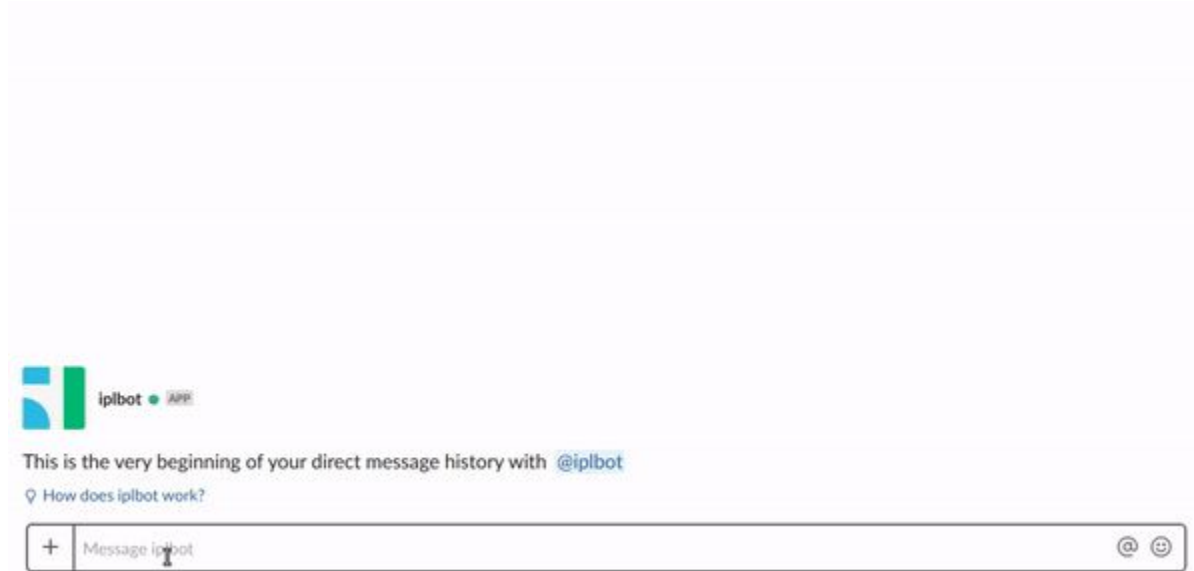 iplbot APP
This is the very beginning of your direct message history with @iplbot
How does iplbot work?
+ Message iplbot @